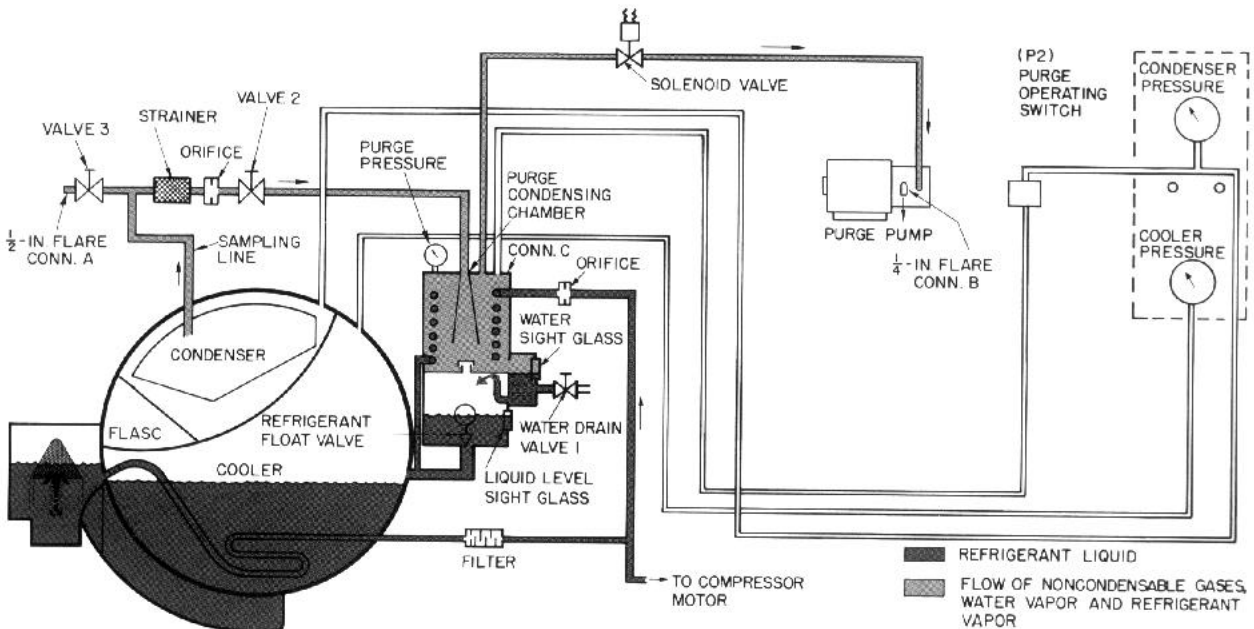 (P2)
PURGE
OPERATING
SWITCH
CONDENSER
PRESSURE
SOLENOID VALVE
VALVE 2
STRAINER
VALVE 3
ORIFICE
PURGE
PRESSURE
PURGE
CONDENSING
CHAMBER
PURGE PUMP
COOLER
PRESSURE
1/2-IN FLARE
CONN. A
SAMPLING
LINE
CONN. C
ORIFICE
1/4-IN FLARE
CONN. B
WATER
SIGHT GLASS
CONDENSER
REFRIGERANT
FLOAT VALVE
WATER DRAIN
VALVE 1
FLASC
COOLER
LIQUID LEVEL
SIGHT GLASS
FILTER
TO COMPRESSOR
MOTOR
REFRIGERANT LIQUID
FLOW OF NONCONDENSABLE GASES,
WATER VAPOR AND REFRIGERANT
VAPOR